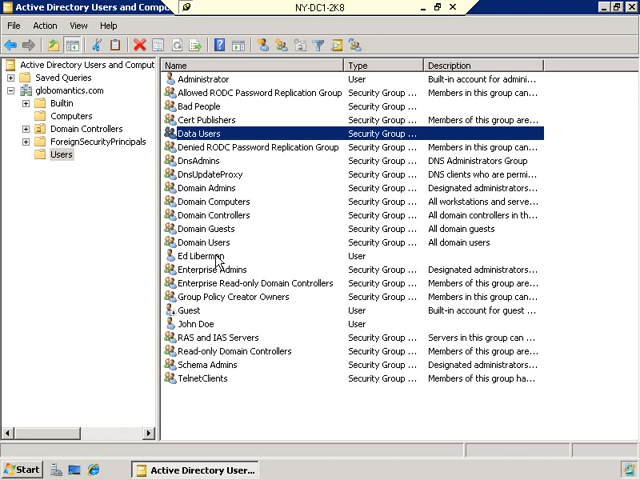 Active Directory Users and Compu
NY-DC1-2K8
File Action View Help
Active Directory Users and Comput
Saved Queries
globomantics.com
Builtin
Computers
Domain Controllers
ForeignSecurityPrincipals
Users
Name Type Description
Administrator User Built-in account for admini...
Allowed RODC Password Replication Group Security Group ... Members in this group can...
Bad People Security Group ...
Cert Publishers Security Group ... Members of this group are...
Data Users Security Group ...
Denied RODC Password Replication Group Security Group ... Members in this group can...
DnsAdmins Security Group ... DNS Administrators Group
DnsUpdateProxy Security Group ... DNS clients who are permi...
Domain Admins Security Group ... Designated administrators...
Domain Computers Security Group ... All workstations and serve...
Domain Controllers Security Group ... All domain controllers in th...
Domain Guests Security Group ... All domain guests
Domain Users Security Group ... All domain users
Ed Liberman User
Enterprise Admins Security Group ... Designated administrators...
Enterprise Read-only Domain Controllers Security Group ... Members of this group are...
Group Policy Creator Owners Security Group ... Members in this group can...
Guest User Built-in account for guest ...
John Doe User
RAS and IAS Servers Security Group ... Servers in this group can ...
Read-only Domain Controllers Security Group ... Members of this group are...
Schema Admins Security Group ... Designated administrators...
TelnetClients Security Group ... Members of this group ha...
Start
Active Directory User...